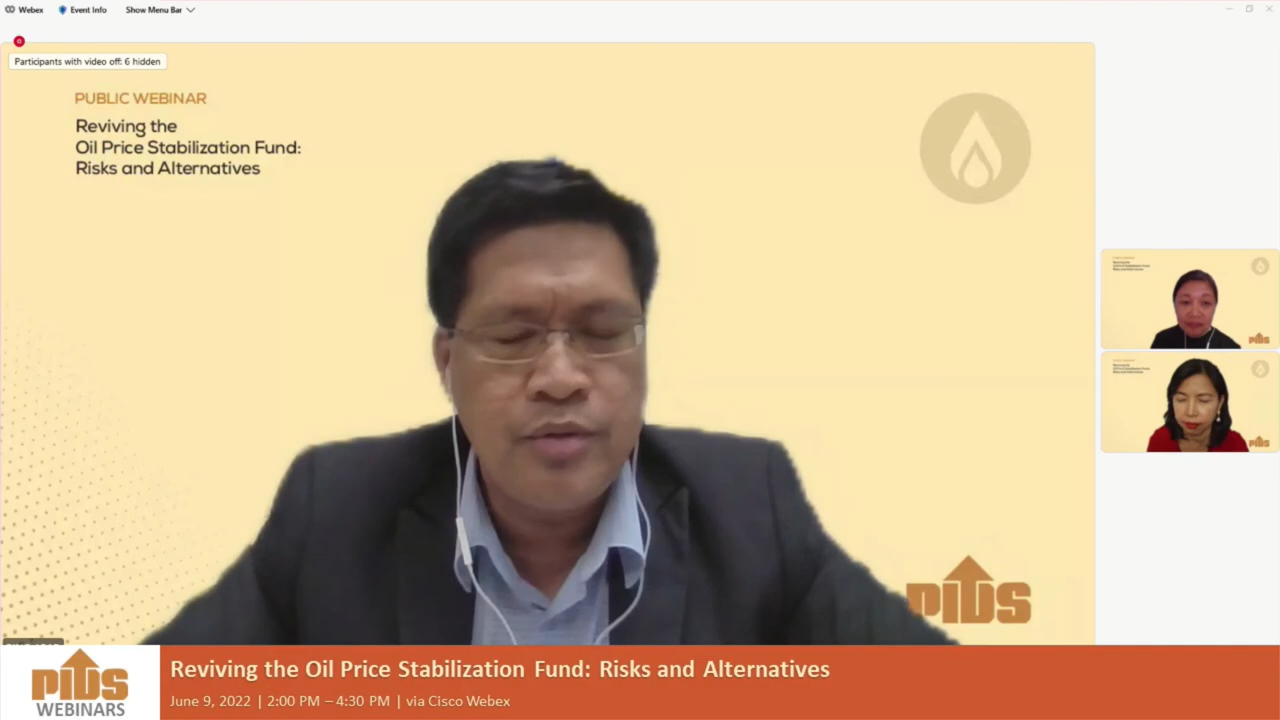 Webex
Event Info
Show Menu Bar
Participants with video off: 6 hidden
PUBLIC WEBINAR
Reviving the
Oil Price Stabilization Fund:
Risks and Alternatives
PIDS
PIDS
PIDS
PIDS
WEBINARS
Reviving the Oil Price Stabilization Fund: Risks and Alternatives
June 9, 2022 | 2:00 PM – 4:30 PM | via Cisco Webex